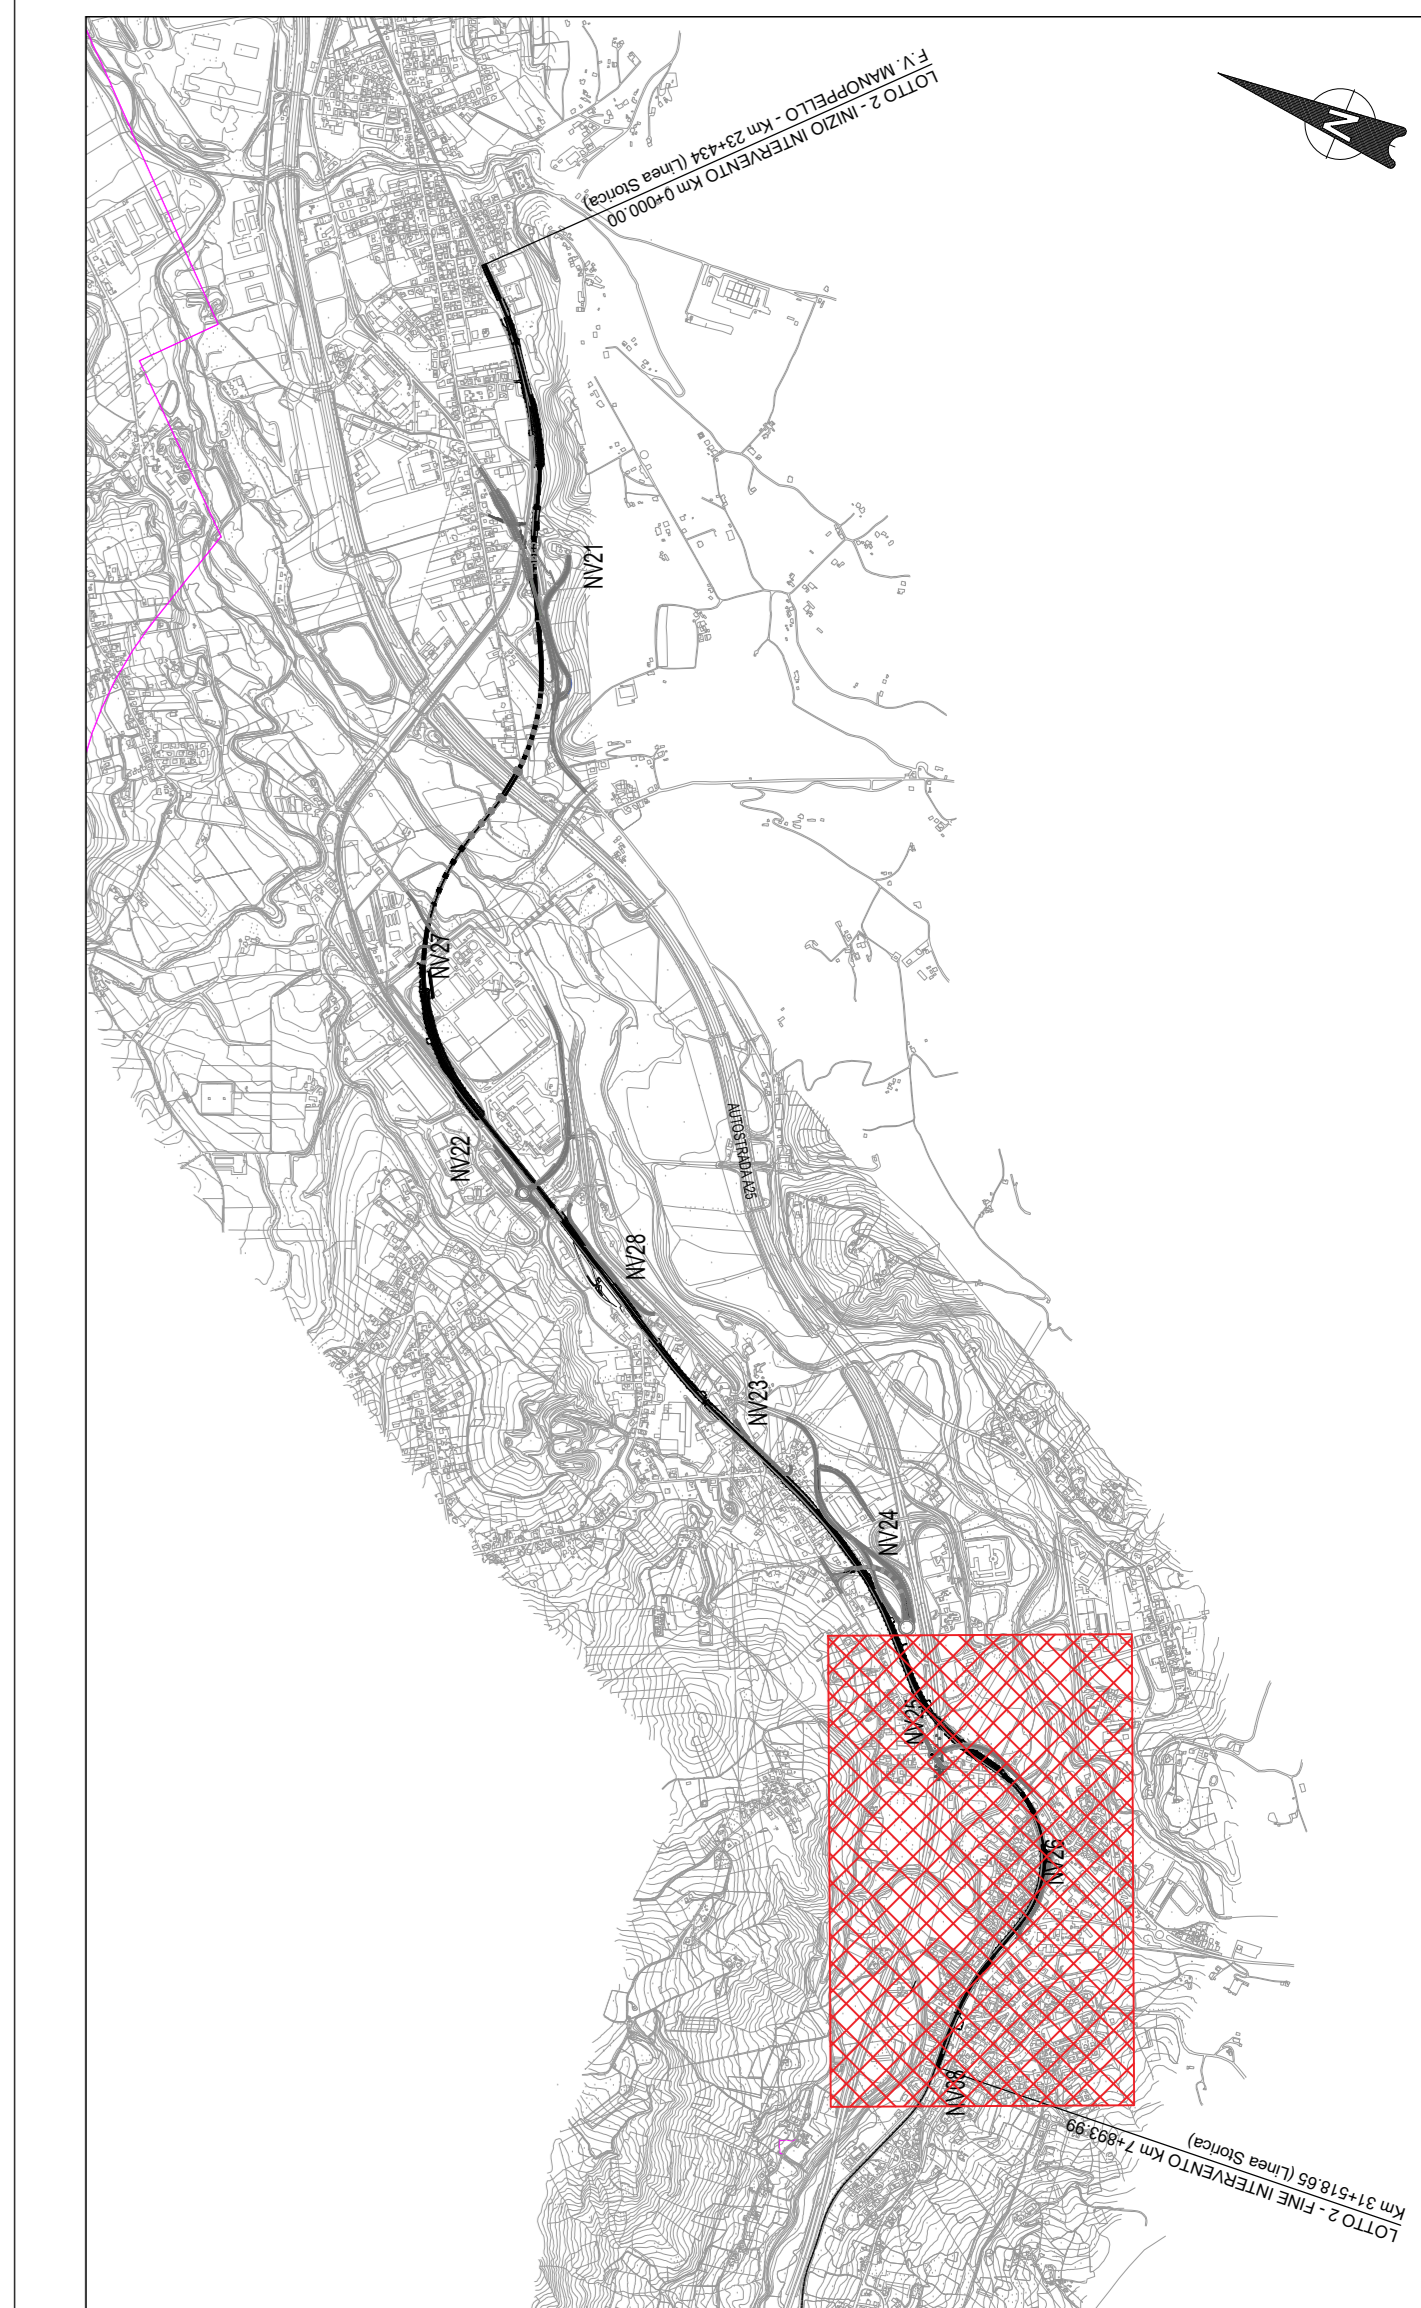 LOTTO 2 - INIZIO INTERVENTO Km 0+000.00
F.V. MANOPPELLO - Km 23+434 (Linea Storica)
N
NV21
NV27
AUTOSTRADA A25
NV22
NV28
NV23
NV24
NV25
NV26
NV08
LOTTO 2 - FINE INTERVENTO Km 7+893.99
Km 31+518.65 (Linea Storica)